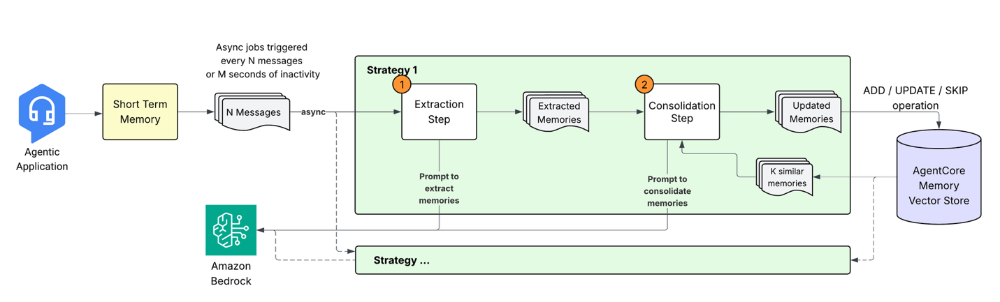 Async jobs triggered
every N messages
or M seconds of inactivity
Agentic
Application
Short Term
Memory
N Messages
async
Strategy 1
1
Extraction
Step
Extracted
Memories
2
Consolidation
Step
Updated
Memories
ADD / UPDATE / SKIP
operation
Prompt to
extract
memories
Prompt to
consolidate
memories
K similar
memories
AgentCore
Memory
Vector Store
Amazon
Bedrock
Strategy ...